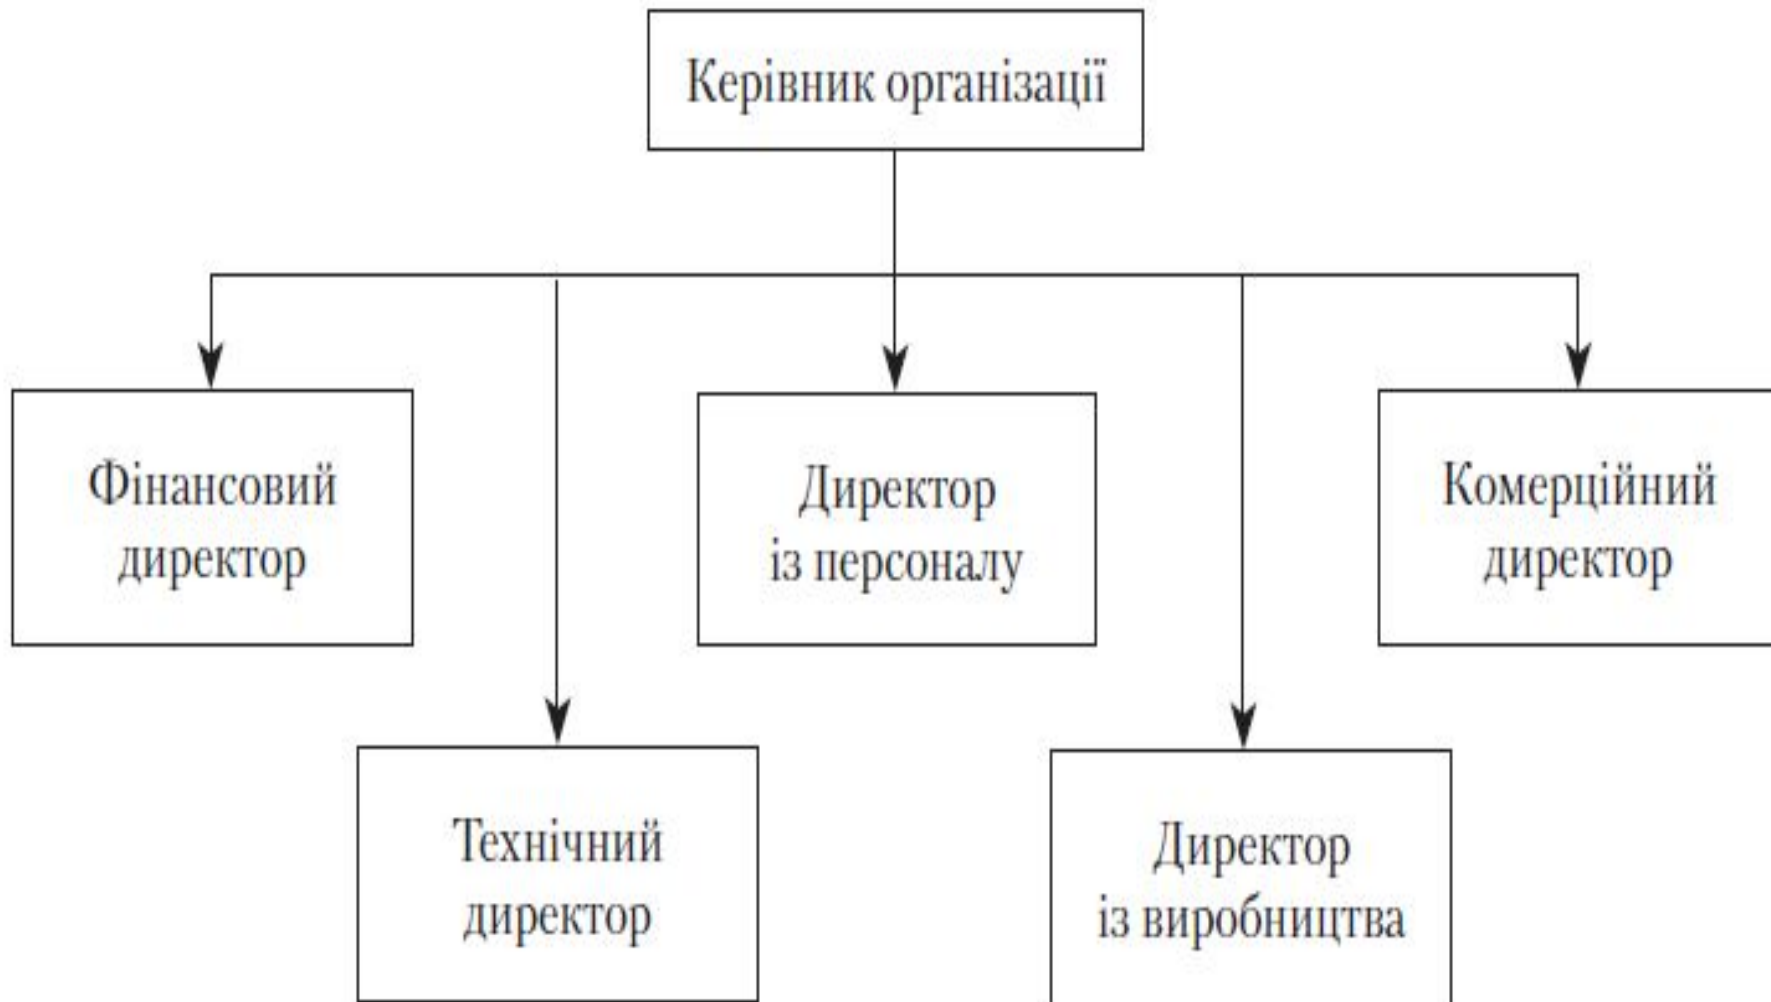 Керівник організації
Фінансовий
директор
Директор
із персоналу
Комерційний
директор
Технічний
директор
Директор
із виробництва